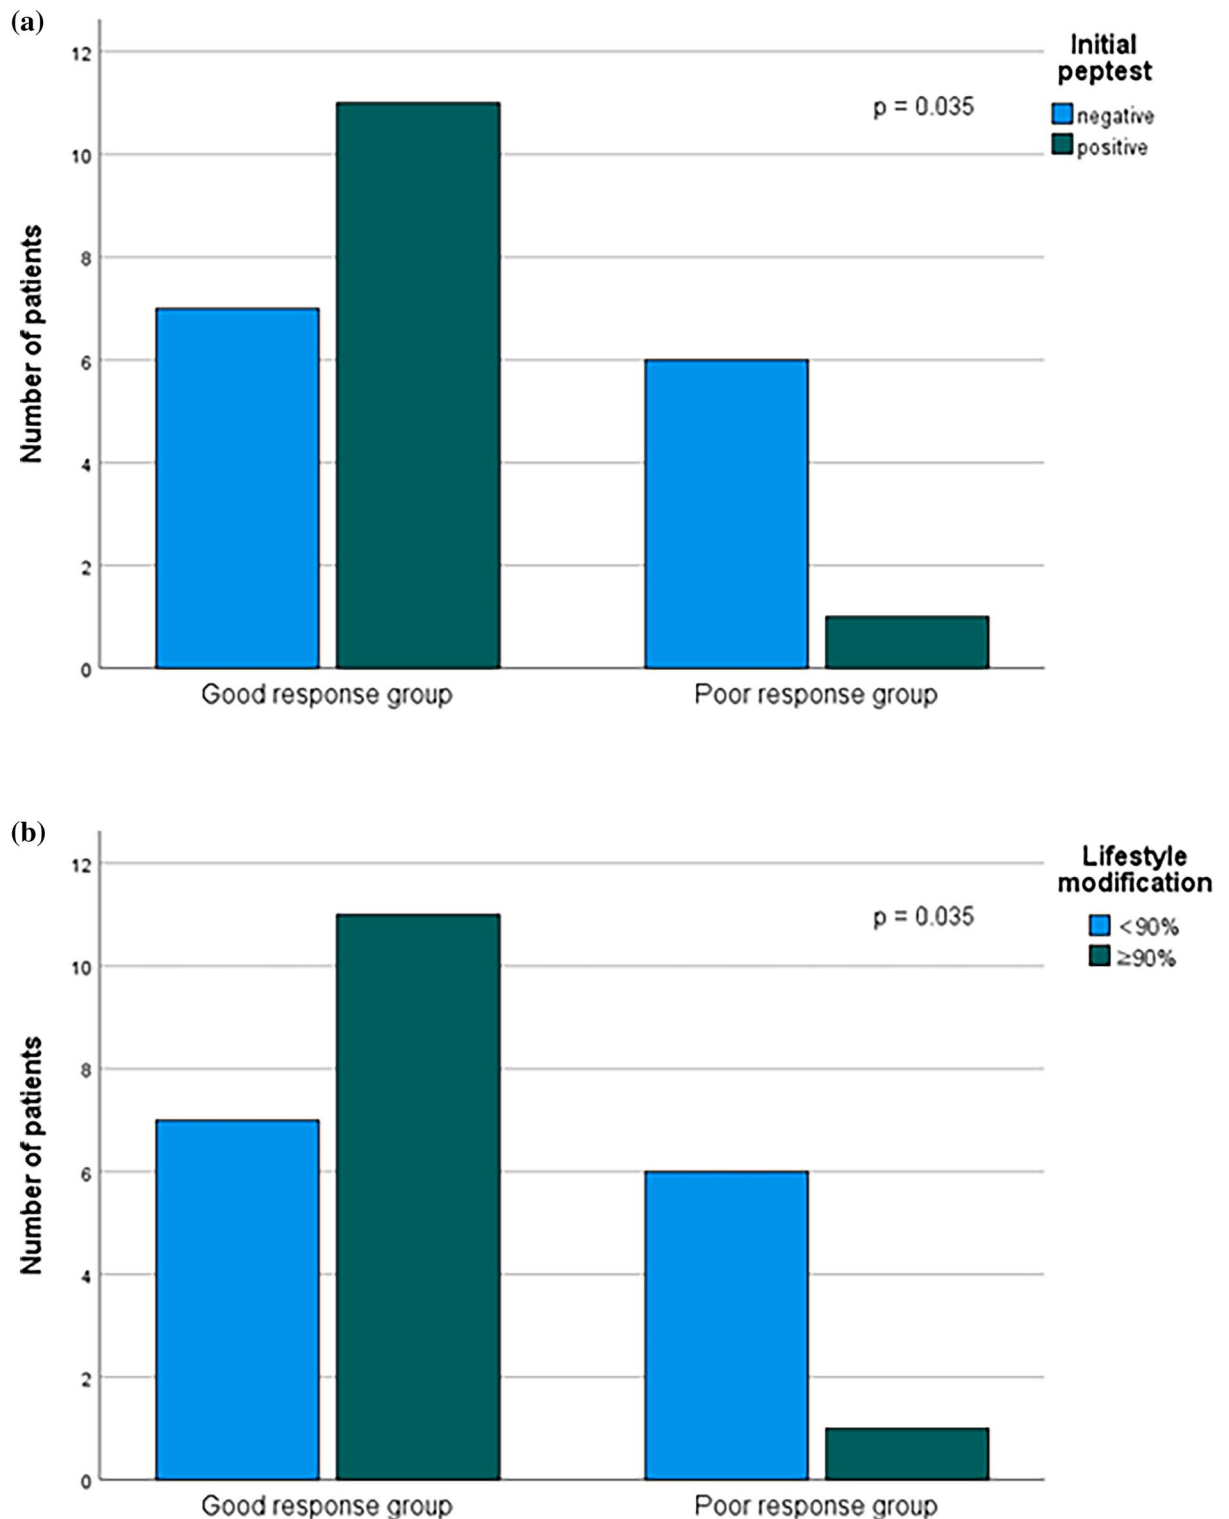 (a)
Initial
peptest
negative
positive
p = 0.035
Number of patients
12
10
8
6
4
2
0
Good response group
Poor response group
(b)
Lifestyle
modification
<90%
≥90%
p = 0.035
Number of patients
12
10
8
6
4
2
0
Good response group
Poor response group